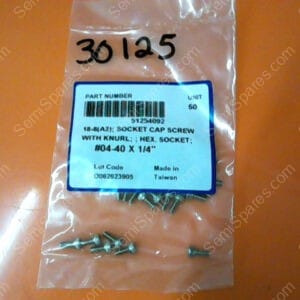 30125
PART NUMBER UNIT
50
51254092
18-8(A2); SOCKET CAP SCREW
WITH KNURL; ; HEX. SOCKET;
#04-40 X 1/4"
Lot Code Made in
D062623905 Taiwan
SemiSpares.com